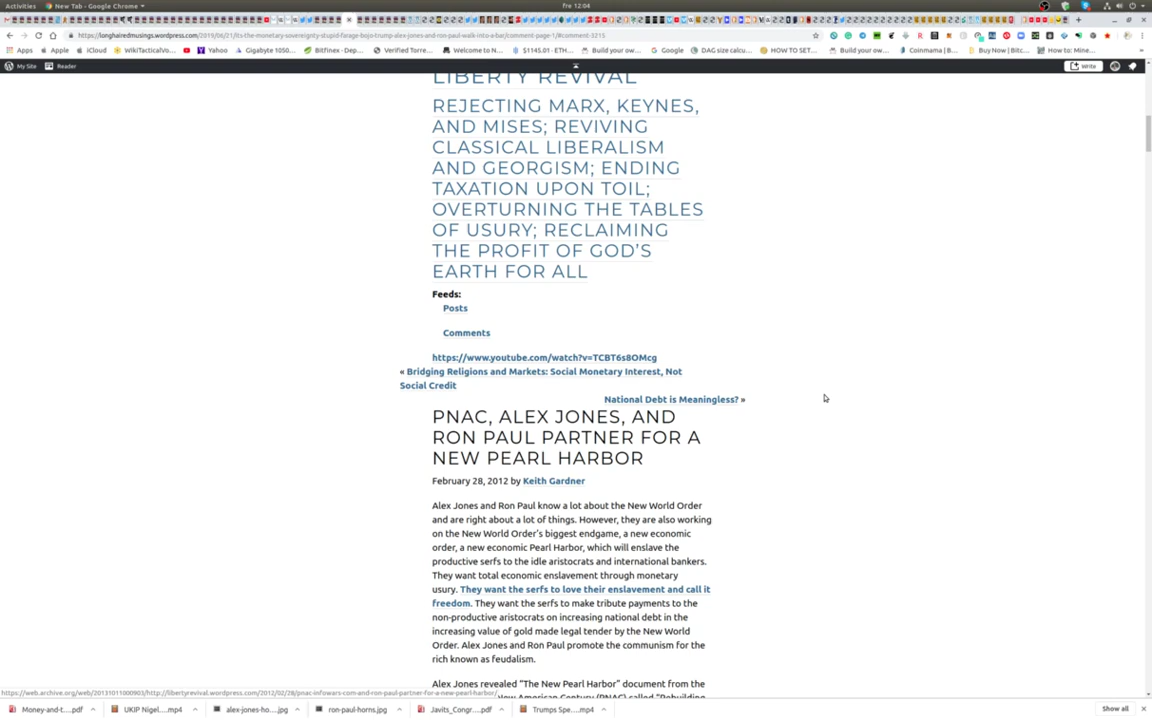 Activities
New Tab - Google Chrome
Fre 12:04
https://longhairedmusings.wordpress.com/2019/06/21/its-the-monetary-sovereignty-stupid-farage-bojo-trump-alex-jones-and-ron-paul-walk-into-a-bar/comment-page-1/#comment-5215
Apps Apple iCloud WikiTacticalVo... Yahoo Gigabyte 1050... Bitfinex - Dep... Verified Torre... Welcome to N... $1145.01 - Ethe... Build your ow... Google DAG size calcu... HOW TO SET... Build your ow... Coinmama | B... Buy Now | Bitc... How to: Mine...
My Site Reader Write
LIBERTY REVIVAL
REJECTING MARX, KEYNES,
AND MISES; REVIVING
CLASSICAL LIBERALISM
AND GEORGISM; ENDING
TAXATION UPON TOIL;
OVERTURNING THE TABLES
OF USURY; RECLAIMING
THE PROFIT OF GOD'S
EARTH FOR ALL
Feeds:
Posts
Comments
https://www.youtube.com/watch?v=TCBT6s8OMcg
« Bridging Religions and Markets: Social Monetary Interest, Not
Social Credit
National Debt is Meaningless? »
PNAC, ALEX JONES, AND
RON PAUL PARTNER FOR A
NEW PEARL HARBOR
February 28, 2012 by Keith Gardner
Alex Jones and Ron Paul know a lot about the New World Order
and are right about a lot of things. However, they are also working
on the New World Order's biggest endgame, a new economic
order, a new economic Pearl Harbor, which will enslave the
productive serfs to the idle aristocrats and international bankers.
They want total economic enslavement through monetary
usury. They want the serfs to love their enslavement and call it
freedom. They want the serfs to make tribute payments to the
non-productive aristocrats on increasing national debt in the
increasing value of gold made legal tender by the New World
Order. Alex Jones and Ron Paul promote the communism for the
rich known as feudalism.
Alex Jones revealed "The New Pearl Harbor" document from the
New American Century (PNAC) called "Rebuilding
https://web.archive.org/web/20131011000903/http://libertyrevival.wordpress.com/2012/02/28/pnac-infowars-com-and-ron-paul-partner-for-a-new-pearl-harbor/
Money-and-t....pdf UKIP Nigel....mp4 alex-jones-ho....jpg ron-paul-horns.jpg Javits_Congr....pdf Trumps Spe....mp4 Show all